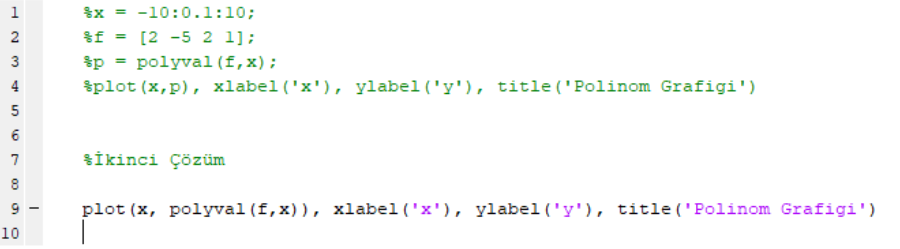 1 %x = -10:0.1:10;
2 %f = [2 -5 2 1];
3 %p = polyval(f,x);
4 %plot(x,p), xlabel('x'), ylabel('y'), title('Polinom Grafigi')
5
6
7 %İkinci Çözüm
8
9 — plot(x, polyval(f,x)), xlabel('x'), ylabel('y'), title('Polinom Grafigi')
10